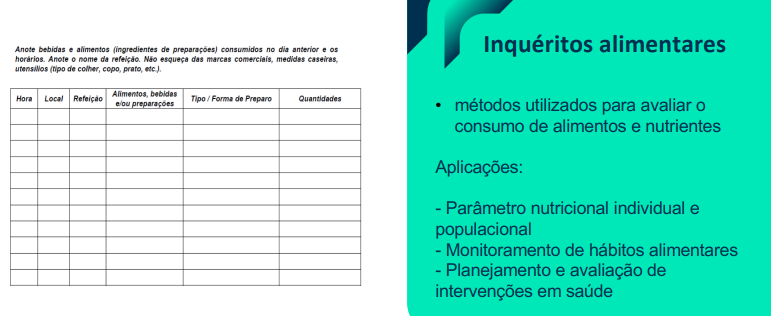 Anote bebidas e alimentos (ingredientes de preparações) consumidos no dia anterior e os
horários. Anote o nome da refeição. Não esqueça das marcas comerciais, medidas caseiras,
utensílios (tipo de colher, copo, prato, etc.).
Hora Local Refeição Alimentos, bebidas e/ou preparações Tipo / Forma de Preparo Quantidades
Inquéritos alimentares
• métodos utilizados para avaliar o
consumo de alimentos e nutrientes
Aplicações:
- Parâmetro nutricional individual e
populacional
- Monitoramento de hábitos alimentares
- Planejamento e avaliação de
intervenções em saúde